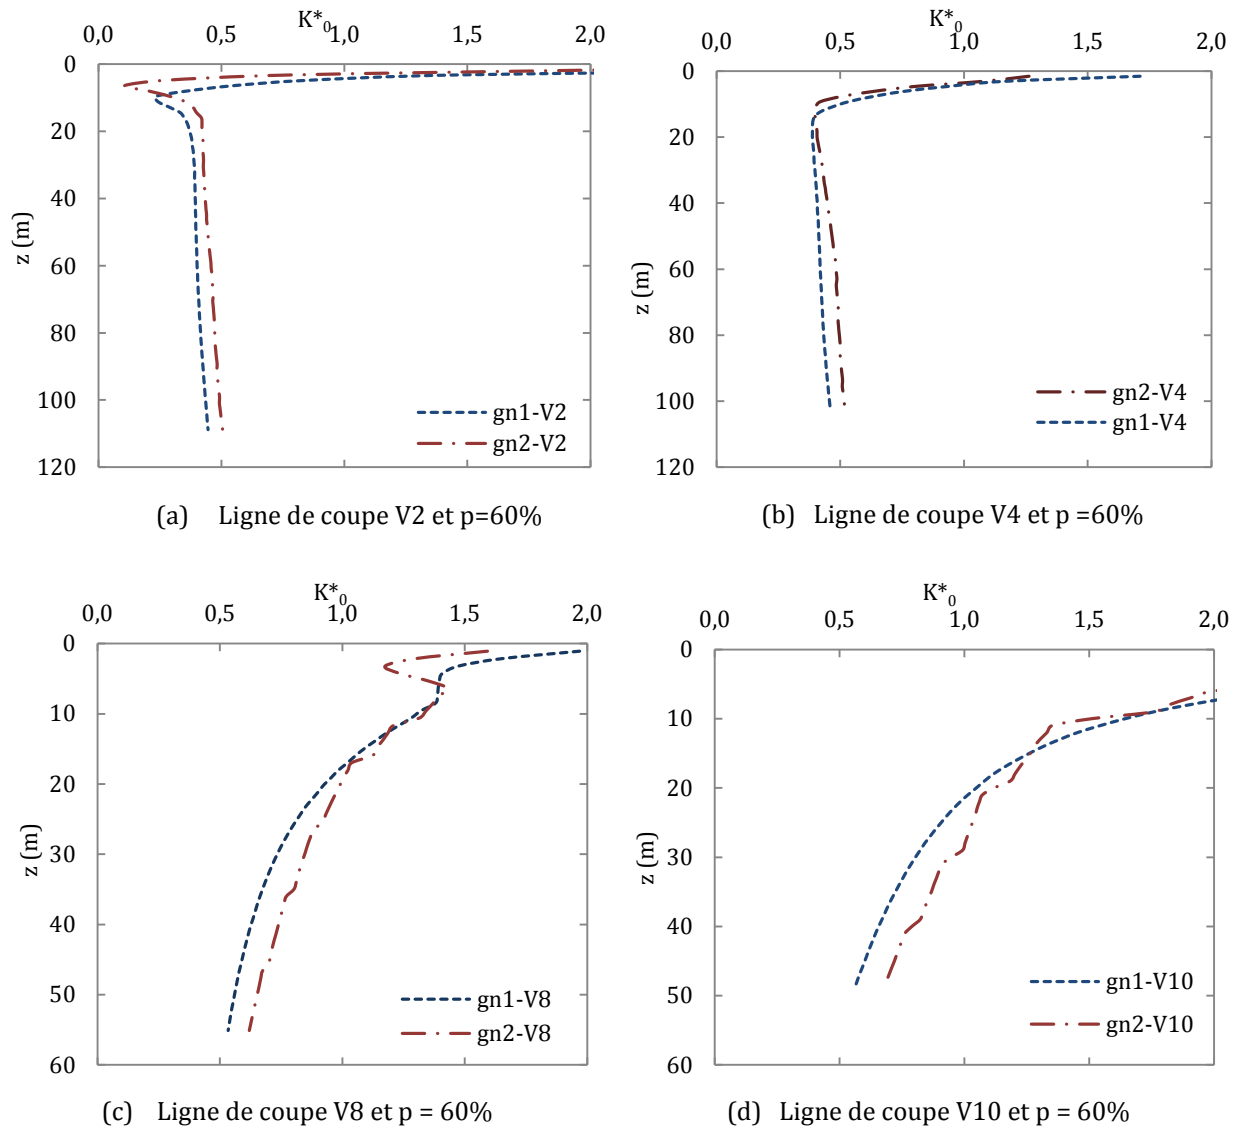 K*0
0,0 0,5 1,0 1,5 2,0
0
20
40
60
80
100
120
z (m)
gn1-V2
gn2-V2
(a) Ligne de coupe V2 et p=60%
K*0
0,0 0,5 1,0 1,5 2,0
0
20
40
60
80
100
120
z (m)
gn2-V4
gn1-V4
(b) Ligne de coupe V4 et p =60%
K*0
0,0 0,5 1,0 1,5 2,0
0
10
20
30
40
50
60
z (m)
gn1-V8
gn2-V8
(c) Ligne de coupe V8 et p = 60%
K*0
0,0 0,5 1,0 1,5 2,0
0
10
20
30
40
50
60
z (m)
gn1-V10
gn2-V10
(d) Ligne de coupe V10 et p = 60%